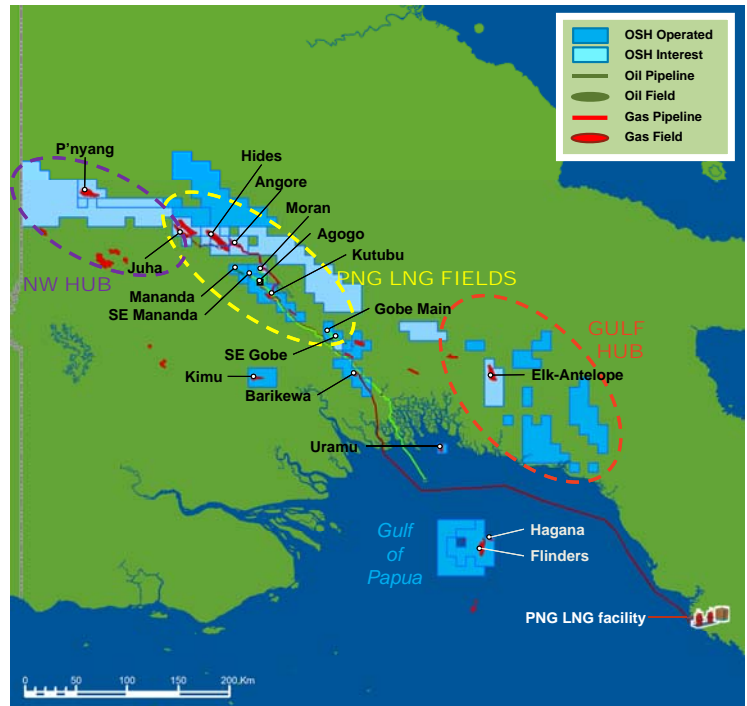 OSH Operated
OSH Interest
Oil Pipeline
Oil Field
Gas Pipeline
Gas Field
P'nyang
Hides
Angore
Moran
Agogo
Kutubu
Juha
NW HUB
PNG LNG FIELDS
Mananda
SE Mananda
Gobe Main
GULF
HUB
SE Gobe
Kimu
Elk-Antelope
Barikewa
Uramu
Gulf
of
Papua
Hagana
Flinders
PNG LNG facility
0 50 100 150 200 Km